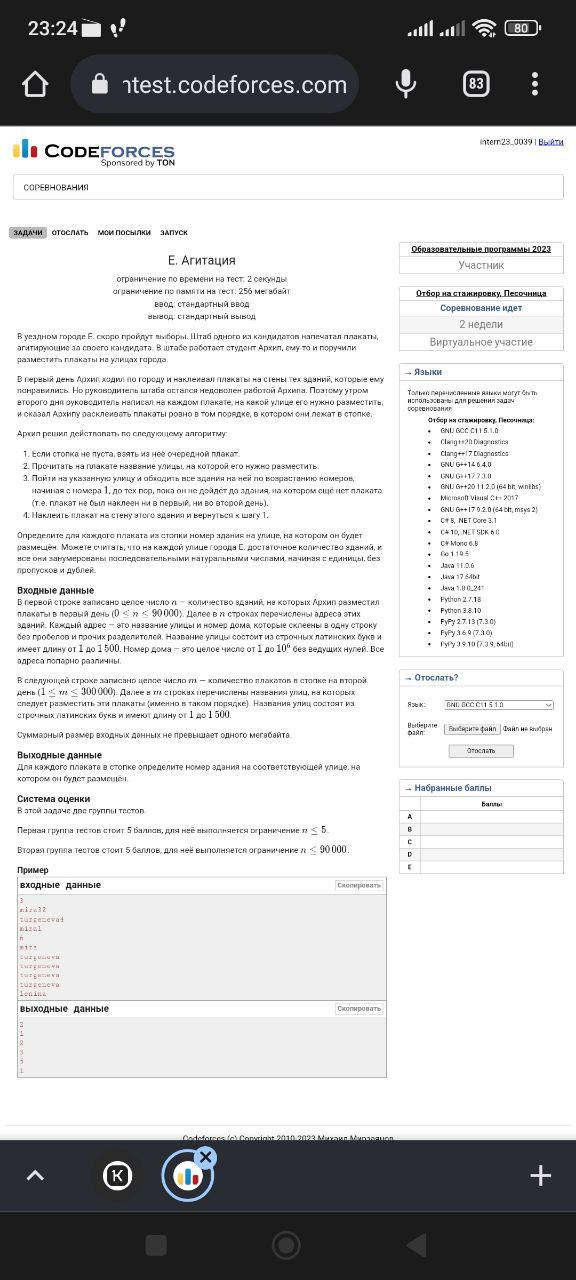 23:24
80
ntest.codeforces.com
83
CODEFORCES
Sponsored by TON
intern23_0039 | Выйти
СОРЕВНОВАНИЯ
ЗАДАЧИ ОТОСЛАТЬ МОИ ПОСЫЛКИ ЗАПУСК
E. Агитация
ограничение по времени на тест: 2 секунды
ограничение по памяти на тест: 256 мегабайт
ввод: стандартный ввод
вывод: стандартный вывод
В уездном городе Е. скоро пройдут выборы. Штаб одного из кандидатов напечатал плакаты,
агитирующие за своего кандидата. В штабе работает студент Архип, ему-то и поручили
разместить плакаты на улицах города.
В первый день Архип ходил по городу и наклеивал плакаты на стены тех зданий, которые ему
понравились. Но руководитель штаба остался недоволен работой Архипа. Поэтому утром
второго дня руководитель написал на каждом плакате, на какой улице его нужно разместить,
и сказал Архипу расклеивать плакаты ровно в том порядке, в котором они лежат в стопке.
Архип решил действовать по следующему алгоритму:
1. Если стопка не пуста, взять из неё очередной плакат.
2. Прочитать на плакате название улицы, на которой его нужно разместить.
3. Пойти на указанную улицу и обходить все здания на ней по возрастанию номеров,
начиная с номера 1, до тех пор, пока он не дойдёт до здания, на котором ещё нет плаката
(т.е. плакат не был наклеен ни в первый, ни во второй день).
4. Наклеить плакат на стену этого здания и вернуться к шагу 1.
Определите для каждого плаката из стопки номер здания на улице, на котором он будет
размещён. Можете считать, что на каждой улице города Е. достаточное количество зданий, и
все они занумерованы последовательными натуральными числами, начиная с единицы, без
пропусков и дублей.
Входные данные
В первой строке записано целое число n — количество зданий, на которых Архип разместил
плакаты в первый день (0 ≤ n ≤ 90 000). Далее в n строках перечислены адреса этих
зданий. Каждый адрес — это название улицы и номер дома, которые склеены в одну строку
без пробелов и прочих разделителей. Название улицы состоит из строчных латинских букв и
имеет длину от 1 до 1 500. Номер дома — это целое число от 1 до 10⁶ без ведущих нулей. Все
адреса попарно различны.
В следующей строке записано целое число m — количество плакатов в стопке на второй
день (1 ≤ m ≤ 300 000). Далее в m строках перечислены названия улиц, на которых
следует разместить эти плакаты (именно в таком порядке). Названия улиц состоят из
строчных латинских букв и имеют длину от 1 до 1 500.
Суммарный размер входных данных не превышает одного мегабайта.
Выходные данные
Для каждого плаката в стопке определите номер здания на соответствующей улице, на
котором он будет размещён.
Система оценки
В этой задаче две группы тестов.
Первая группа тестов стоит 5 баллов, для неё выполняется ограничение n ≤ 5.
Вторая группа тестов стоит 5 баллов, для неё выполняется ограничение n ≤ 90 000.
Пример
входные данные
Скопировать
3
mira32
turgeneva4
mira1
6
mira
turgeneva
turgeneva
turgeneva
turgeneva
lenina
выходные данные
Скопировать
2
1
2
3
5
1
Образовательные программы 2023
Участник
Отбор на стажировку, Песочница
Соревнование идет
2 недели
Виртуальное участие
→ Языки
Только перечисленные языки могут быть
использованы для решения задач
соревнования
Отбор на стажировку, Песочница:
GNU GCC C11 5.1.0
Clang++20 Diagnostics
Clang++17 Diagnostics
GNU G++14 6.4.0
GNU G++17 7.3.0
GNU G++20 11.2.0 (64 bit, winlibs)
Microsoft Visual C++ 2017
GNU G++17 9.2.0 (64 bit, msys 2)
C# 8, .NET Core 3.1
C# 10, .NET SDK 6.0
C# Mono 6.8
Go 1.19.5
Java 11.0.6
Java 17 64bit
Java 1.8.0_241
Python 2.7.18
Python 3.8.10
PyPy 2.7.13 (7.3.0)
PyPy 3.6.9 (7.3.0)
PyPy 3.9.10 (7.3.9, 64bit)
→ Отослать?
Язык: GNU GCC C11 5.1.0
Выберите файл: Выберите файл Файл не выбран
Отослать
→ Набранные баллы
Баллы
A
B
C
D
E
Codeforces (c) Copyright 2010-2023 Михаил Мирзаянов